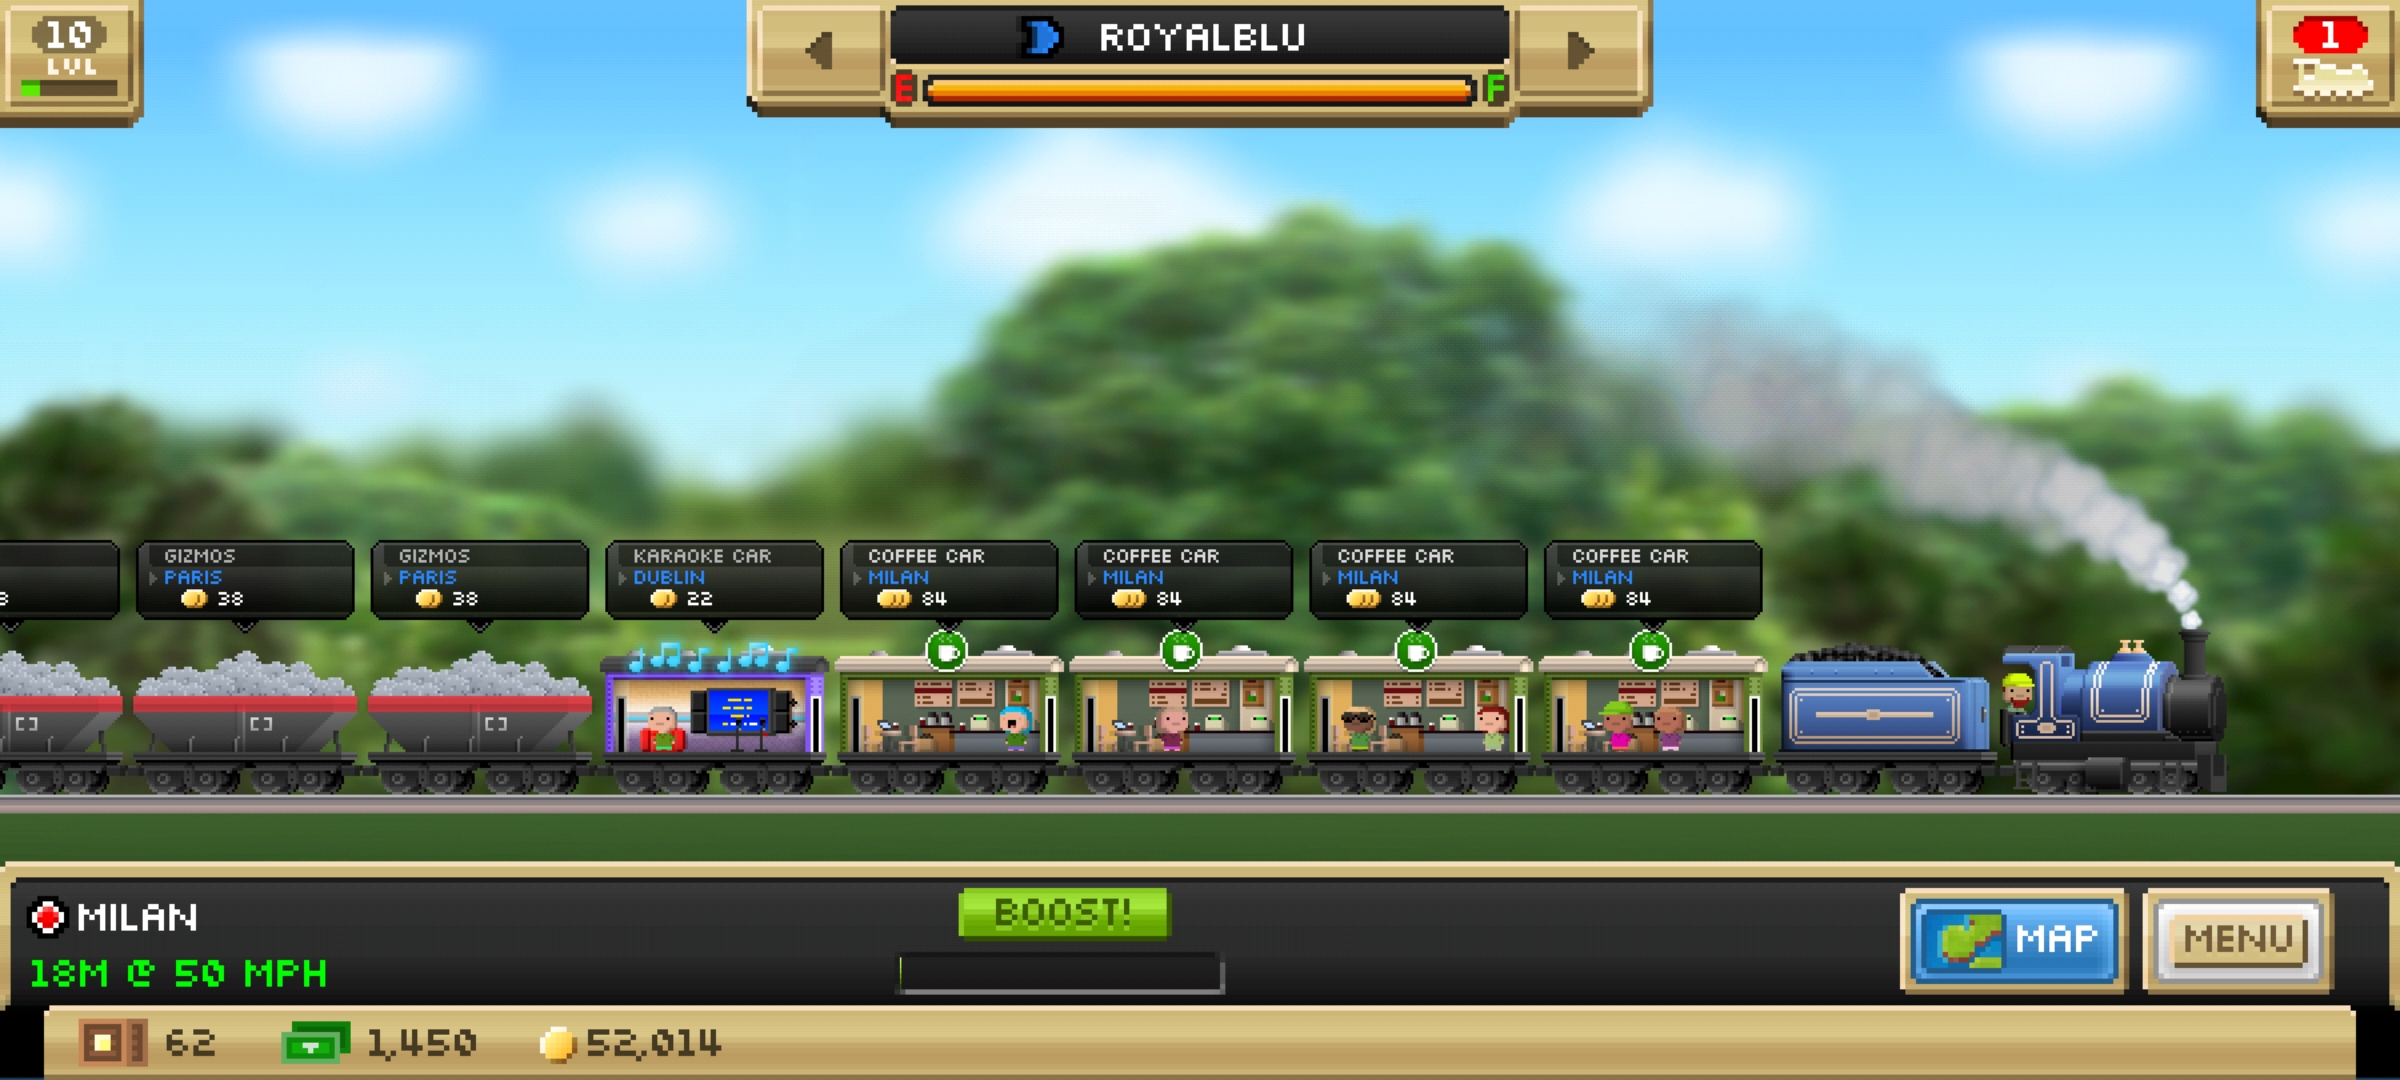 10
LVL
ROYALBLU
E F
1
GIZMOS
PARIS
38
GIZMOS
PARIS
38
KARAOKE CAR
DUBLIN
22
COFFEE CAR
MILAN
84
COFFEE CAR
MILAN
84
COFFEE CAR
MILAN
84
COFFEE CAR
MILAN
84
MILAN
18M @ 50 MPH
BOOST!
MAP
MENU
62
1,450
52,014